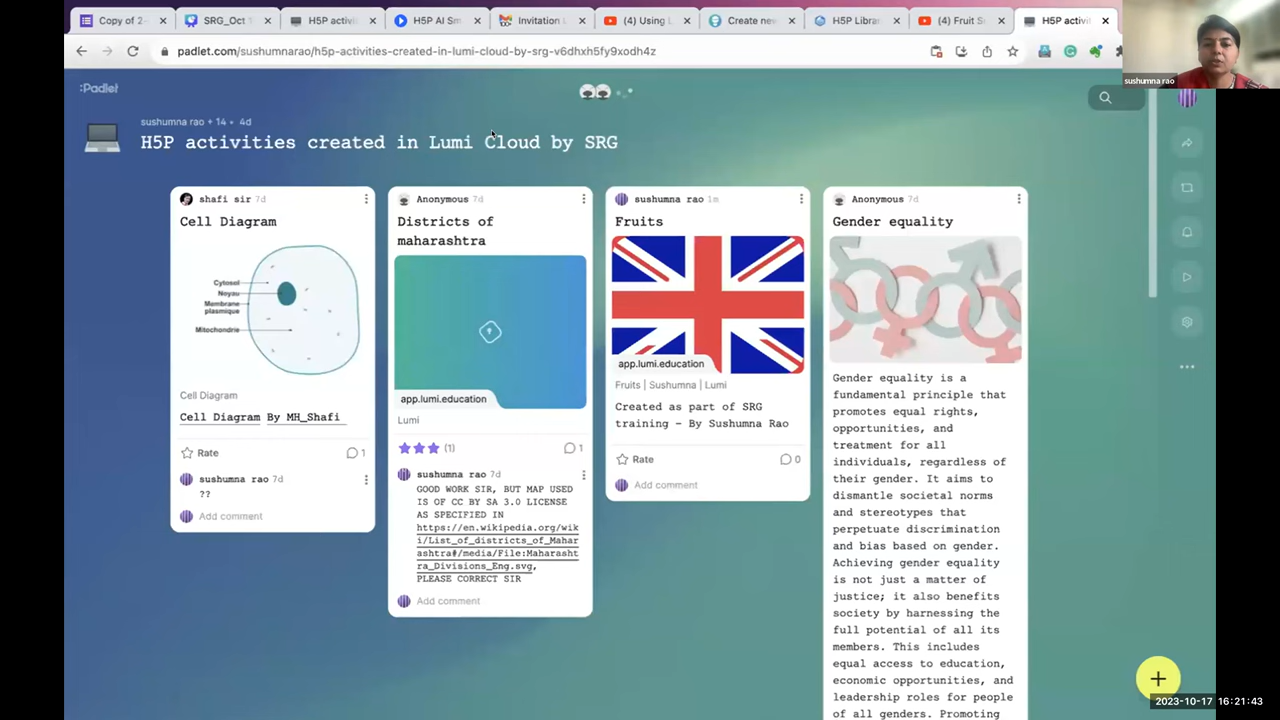 Copy of 2-
SRG_Oct 1
H5P activi
H5P AI Sm
Invitation
(4) Using
Create ne
H5P Libra
(4) Fruit S
H5P activi
padlet.com/sushumnarao/h5p-activities-created-in-lumi-cloud-by-srg-v6dhxh5fy9xodh4z
sushumna rao
:Padlet
sushumna rao + 14 • 4d
H5P activities created in Lumi Cloud by SRG
shafi sir 7d
Cell Diagram
Cytosol
Noyau
Membrane
plasmique
Mitochondrie
Cell Diagram
Cell Diagram By MH_Shafi
Rate
1
sushumna rao 7d
??
Add comment
Anonymous 7d
Districts of
maharashtra
app.lumi.education
Lumi
(1)
1
sushumna rao 7d
GOOD WORK SIR, BUT MAP USED
IS OF CC BY SA 3.0 LICENSE
AS SPECIFIED IN
https://en.wikipedia.org/wik
i/List_of_districts_of_Mahar
ashtra#/media/File:Maharasht
ra_Divisions_Eng.svg,
PLEASE CORRECT SIR
Add comment
sushumna rao 1m
Fruits
app.lumi.education
Fruits | Sushumna | Lumi
Created as part of SRG
training - By Sushumna Rao
Rate
0
Add comment
Anonymous 7d
Gender equality
Gender equality is a
fundamental principle that
promotes equal rights,
opportunities, and
treatment for all
individuals, regardless of
their gender. It aims to
dismantle societal norms
and stereotypes that
perpetuate discrimination
and bias based on gender.
Achieving gender equality
is not just a matter of
justice; it also benefits
society by harnessing the
full potential of all its
members. This includes
equal access to education,
economic opportunities, and
leadership roles for people
of all genders. Promoting
2023-10-17 16:21:43